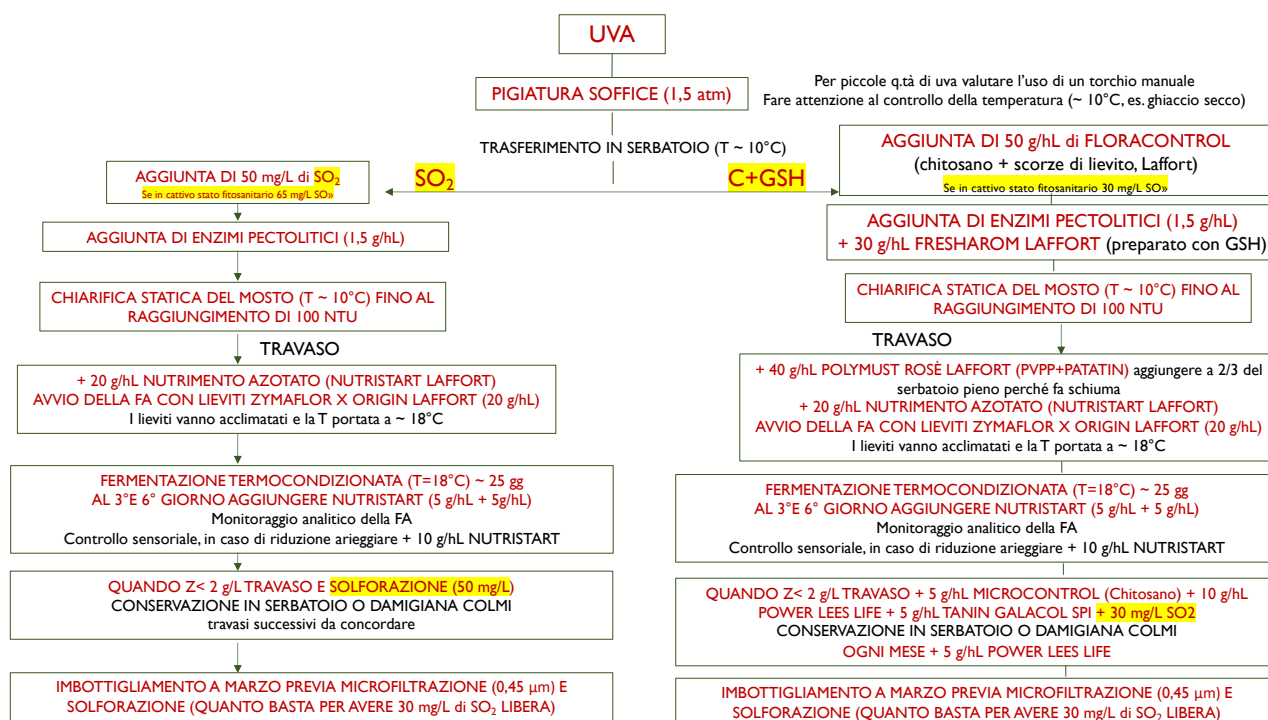 UVA
PIGIATURA SOFFICE (1,5 atm)
Per piccole q.tà di uva valutare l'uso di un torchio manuale
Fare attenzione al controllo della temperatura (~ 10°C, es. ghiaccio secco)
TRASFERIMENTO IN SERBATOIO (T ~ 10°C)
SO₂
C+GSH
AGGIUNTA DI 50 mg/L di SO₂
Se in cattivo stato fitosanitario 65 mg/L SO»
AGGIUNTA DI ENZIMI PECTOLITICI (1,5 g/hL)
CHIARIFICA STATICA DEL MOSTO (T ~ 10°C) FINO AL
RAGGIUNGIMENTO DI 100 NTU
TRAVASO
+ 20 g/hL NUTRIMENTO AZOTATO (NUTRISTART LAFFORT)
AVVIO DELLA FA CON LIEVITI ZYMAFLOR X ORIGIN LAFFORT (20 g/hL)
I lieviti vanno acclimatati e la T portata a ~ 18°C
FERMENTAZIONE TERMOCONDIZIONATA (T=18°C) ~ 25 gg
AL 3°E 6° GIORNO AGGIUNGERE NUTRISTART (5 g/hL + 5g/hL)
Monitoraggio analitico della FA
Controllo sensoriale, in caso di riduzione arieggiare + 10 g/hL NUTRISTART
QUANDO Z< 2 g/L TRAVASO E SOLFORAZIONE (50 mg/L)
CONSERVAZIONE IN SERBATOIO O DAMIGIANA COLMI
travasi successivi da concordare
IMBOTTIGLIAMENTO A MARZO PREVIA MICROFILTRAZIONE (0,45 µm) E
SOLFORAZIONE (QUANTO BASTA PER AVERE 30 mg/L di SO₂ LIBERA)
AGGIUNTA DI 50 g/hL di FLORACONTROL
(chitosano + scorze di lievito, Laffort)
Se in cattivo stato fitosanitario 30 mg/L SO»
AGGIUNTA DI ENZIMI PECTOLITICI (1,5 g/hL)
+ 30 g/hL FRESHAROM LAFFORT (preparato con GSH)
CHIARIFICA STATICA DEL MOSTO (T ~ 10°C) FINO AL
RAGGIUNGIMENTO DI 100 NTU
TRAVASO
+ 40 g/hL POLYMUST ROSÈ LAFFORT (PVPP+PATATIN) aggiungere a 2/3 del
serbatoio pieno perché fa schiuma
+ 20 g/hL NUTRIMENTO AZOTATO (NUTRISTART LAFFORT)
AVVIO DELLA FA CON LIEVITI ZYMAFLOR X ORIGIN LAFFORT (20 g/hL)
I lieviti vanno acclimatati e la T portata a ~ 18°C
FERMENTAZIONE TERMOCONDIZIONATA (T=18°C) ~ 25 gg
AL 3°E 6° GIORNO AGGIUNGERE NUTRISTART (5 g/hL + 5 g/hL)
Monitoraggio analitico della FA
Controllo sensoriale, in caso di riduzione arieggiare + 10 g/hL NUTRISTART
QUANDO Z< 2 g/L TRAVASO + 5 g/hL MICROCONTROL (Chitosano) + 10 g/hL
POWER LEES LIFE + 5 g/hL TANIN GALACOL SPI + 30 mg/L SO2
CONSERVAZIONE IN SERBATOIO O DAMIGIANA COLMI
OGNI MESE + 5 g/hL POWER LEES LIFE
IMBOTTIGLIAMENTO A MARZO PREVIA MICROFILTRAZIONE (0,45 µm) E
SOLFORAZIONE (QUANTO BASTA PER AVERE 30 mg/L di SO₂ LIBERA)